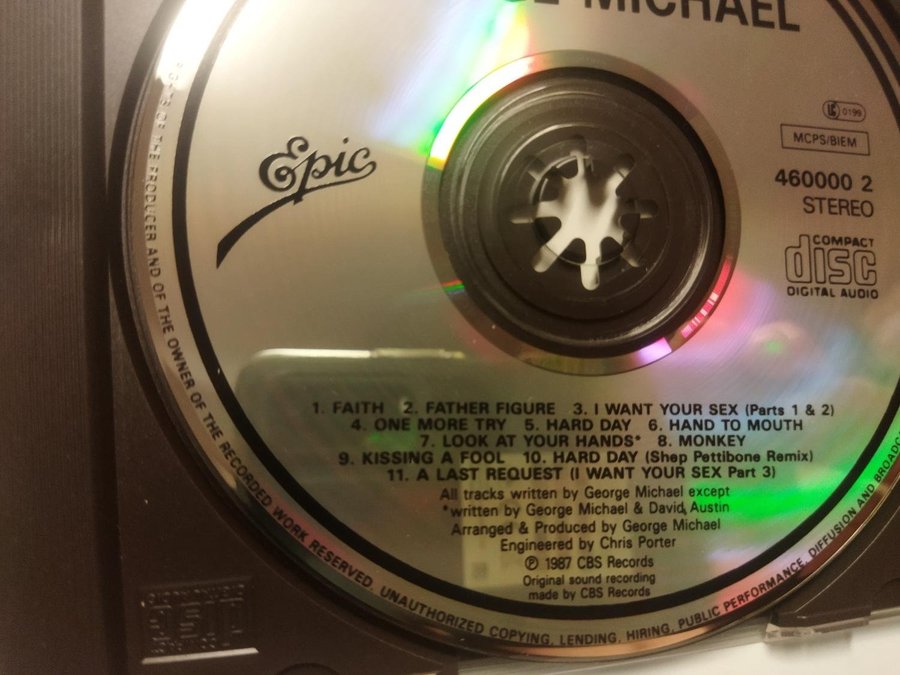 MICHAEL
Epic
0199
MCPS/BIEM
460000 2
STEREO
COMPACT
disc
DIGITAL AUDIO
1. FAITH 2. FATHER FIGURE 3. I WANT YOUR SEX (Parts 1 & 2)
4. ONE MORE TRY 5. HARD DAY 6. HAND TO MOUTH
7. LOOK AT YOUR HANDS* 8. MONKEY
9. KISSING A FOOL 10. HARD DAY (Shep Pettibone Remix)
11. A LAST REQUEST (I WANT YOUR SEX Part 3)
All tracks written by George Michael except
*written by George Michael & David Austin
Arranged & Produced by George Michael
Engineered by Chris Porter
℗ 1987 CBS Records
Original sound recording
made by CBS Records
OF THE PRODUCER AND OF THE OWNER OF THE RECORDED WORK RESERVED. UNAUTHORIZED COPYING, LENDING, HIRING, PUBLIC PERFORMANCE, DIFFUSION AND